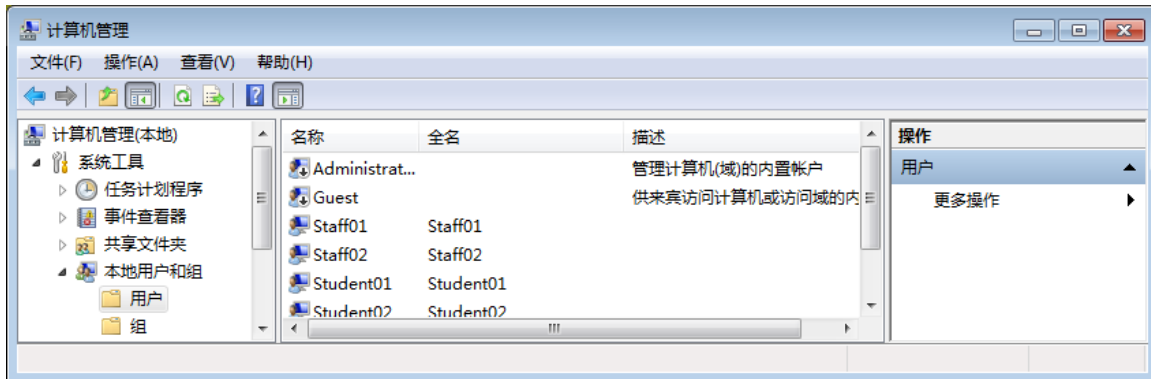 计算机管理
文件(F) 操作(A) 查看(V) 帮助(H)
计算机管理(本地)
系统工具
任务计划程序
事件查看器
共享文件夹
本地用户和组
用户
组
名称 全名 描述
Administrat... 管理计算机(域)的内置帐户
Guest 供来宾访问计算机或访问域的内
Staff01 Staff01
Staff02 Staff02
Student01 Student01
Student02 Student02
操作
用户
更多操作